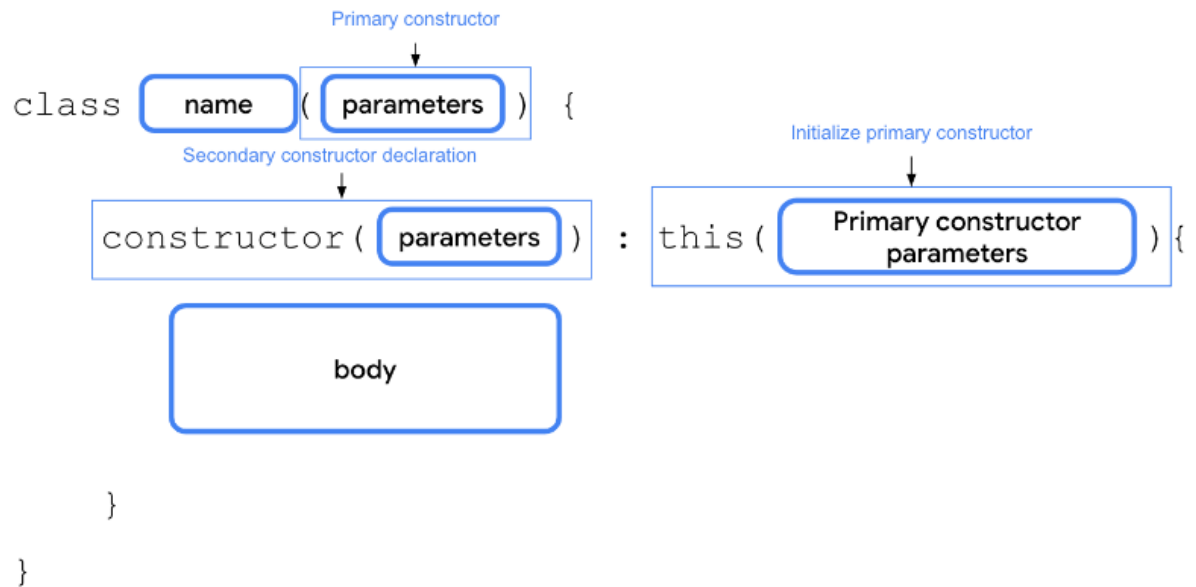 Primary constructor
class name ( parameters ) {
Secondary constructor declaration
Initialize primary constructor
constructor( parameters ) : this( Primary constructor parameters ){
body
}
}